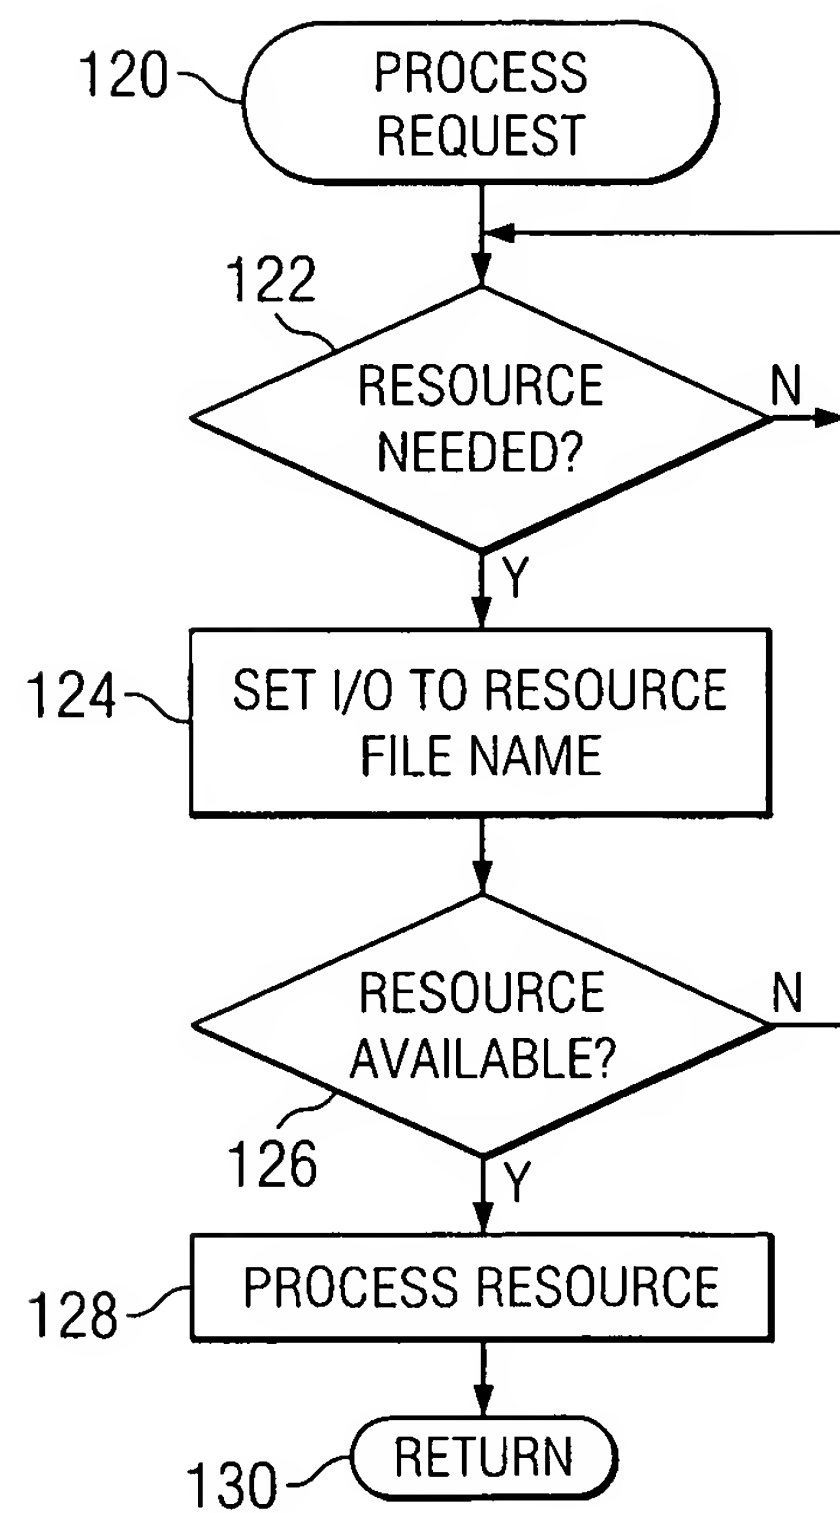 120
PROCESS
REQUEST
122
RESOURCE
NEEDED?
N
Y
124
SET I/O TO RESOURCE
FILE NAME
RESOURCE
AVAILABLE?
N
126
Y
PROCESS RESOURCE
128
RETURN
130